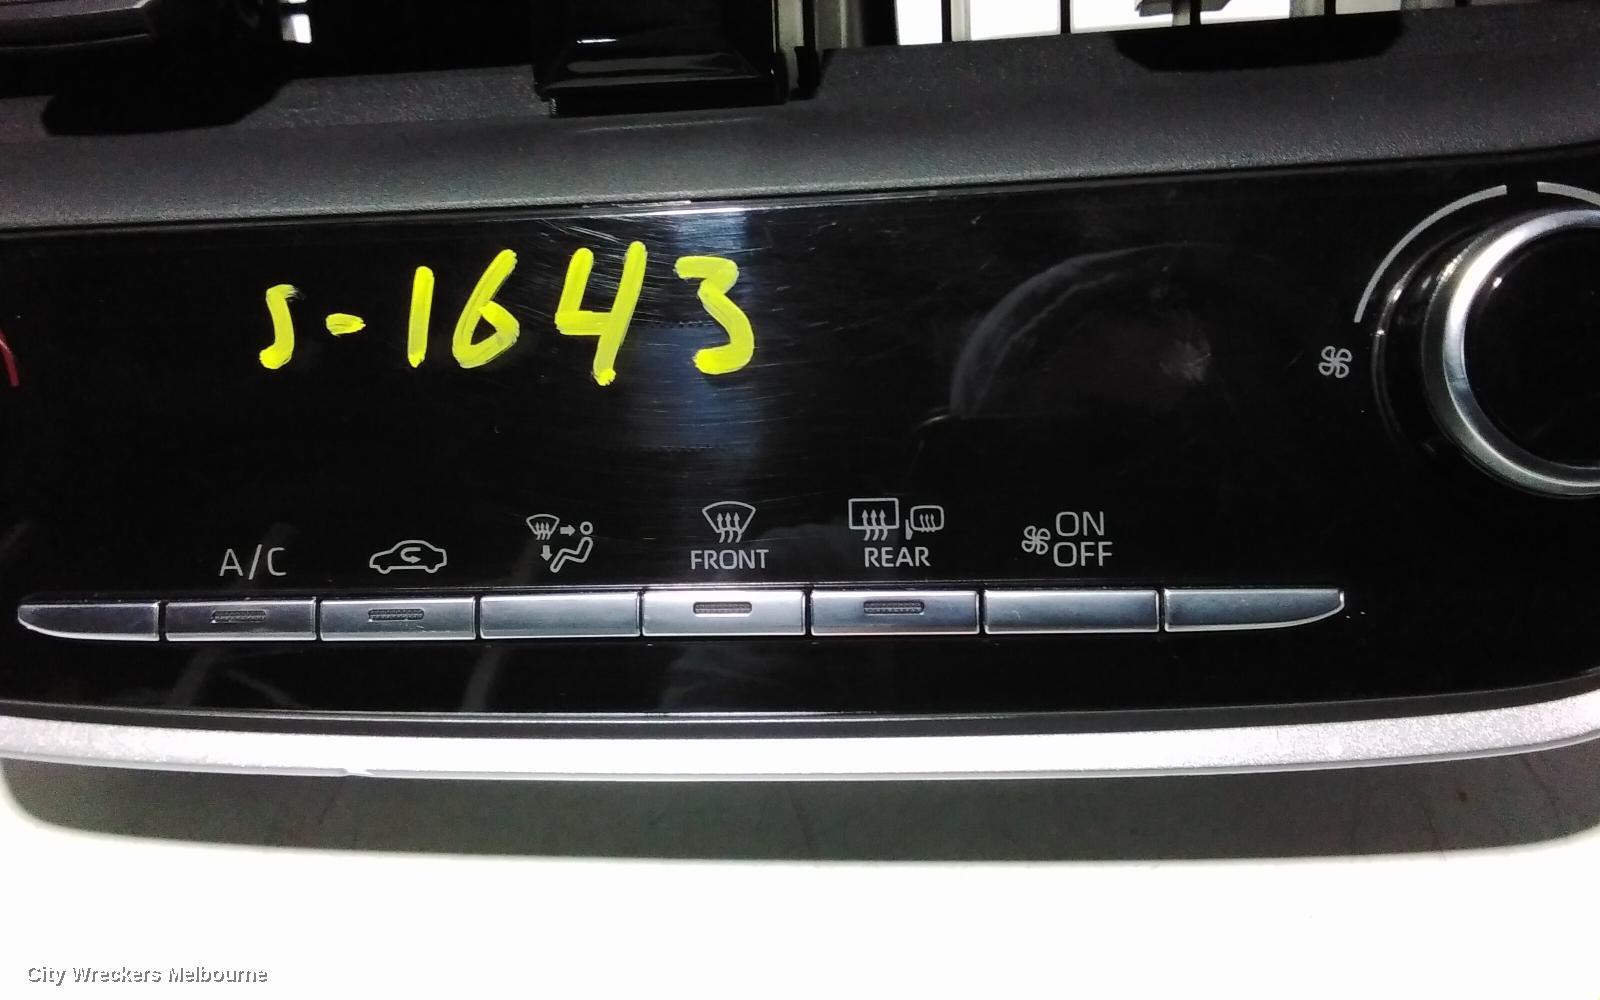 S-1643
A/C
FRONT
REAR
ON
OFF
City Wreckers Melbourne